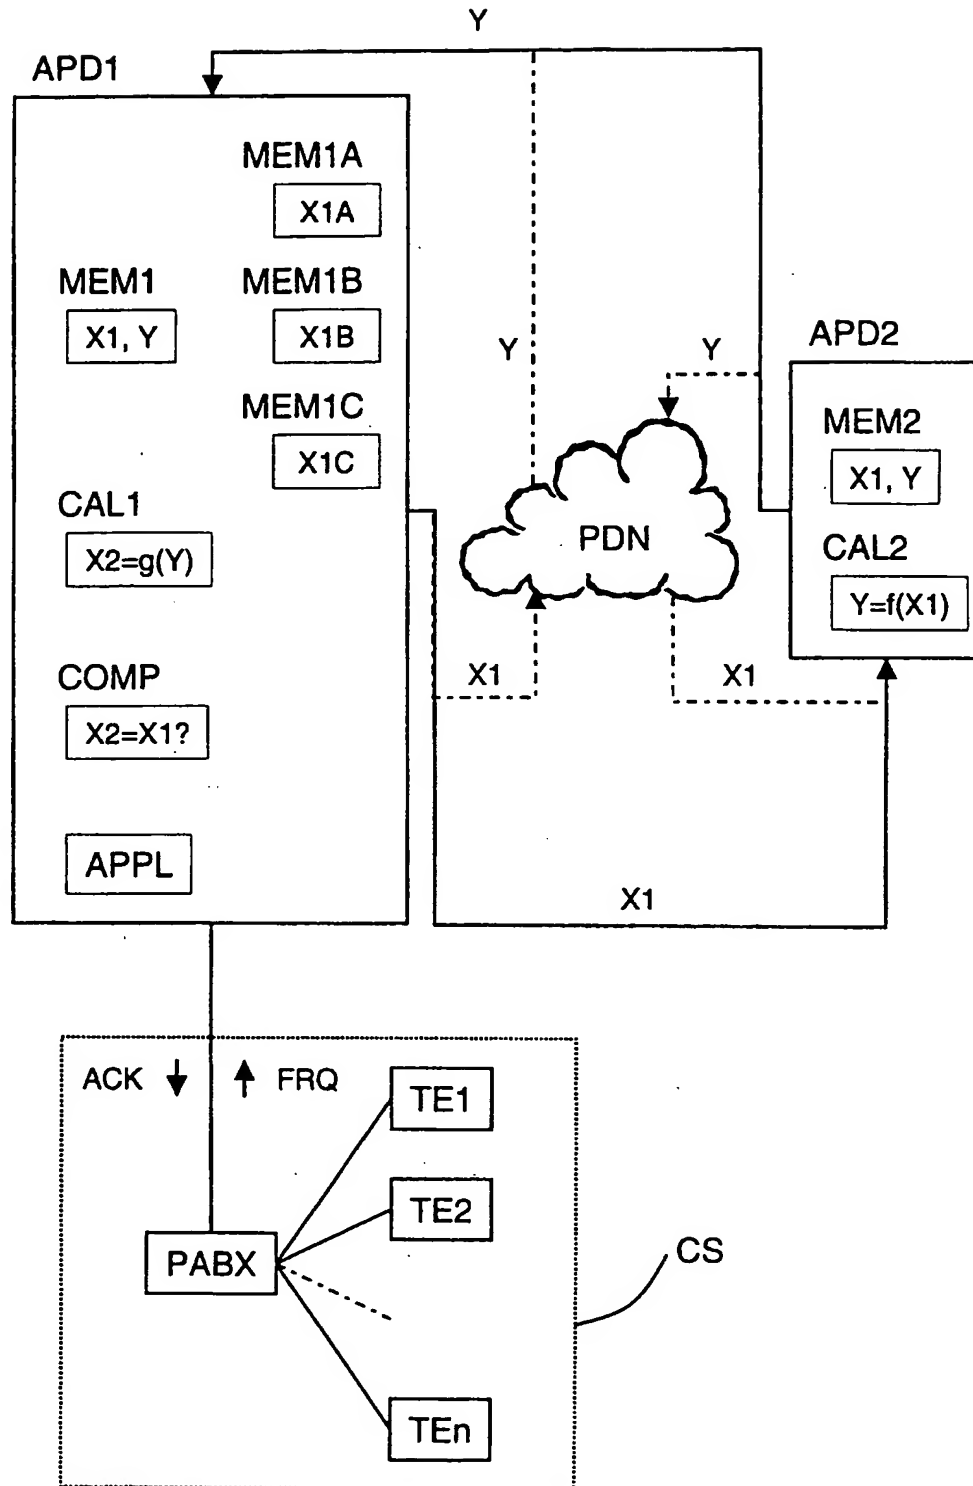 Y
APD1
MEM1A
X1A
MEM1
X1, Y
MEM1B
X1B
MEM1C
X1C
CAL1
X2=g(Y)
COMP
X2=X1?
APPL
Y
Y
PDN
X1
X1
X1
APD2
MEM2
X1, Y
CAL2
Y=f(X1)
ACK
FRQ
TE1
TE2
PABX
TEn
CS